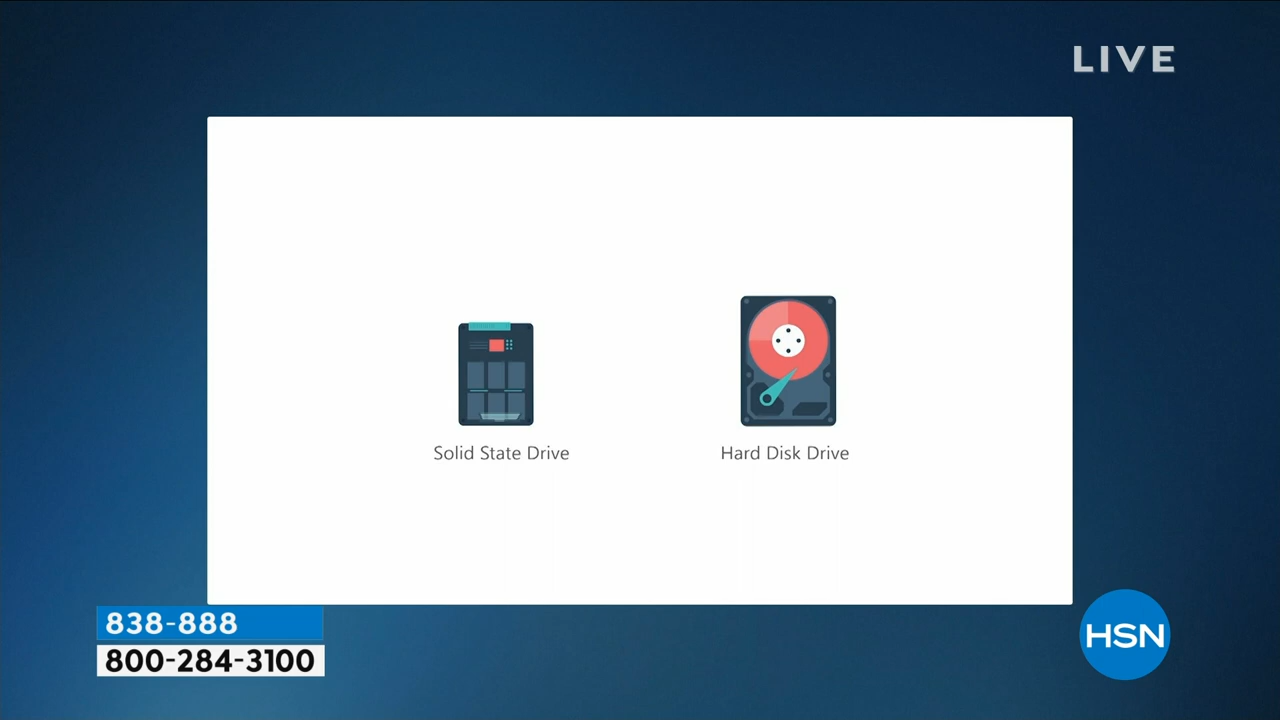 LIVE
Solid State Drive
Hard Disk Drive
838-888
800-284-3100
HSN